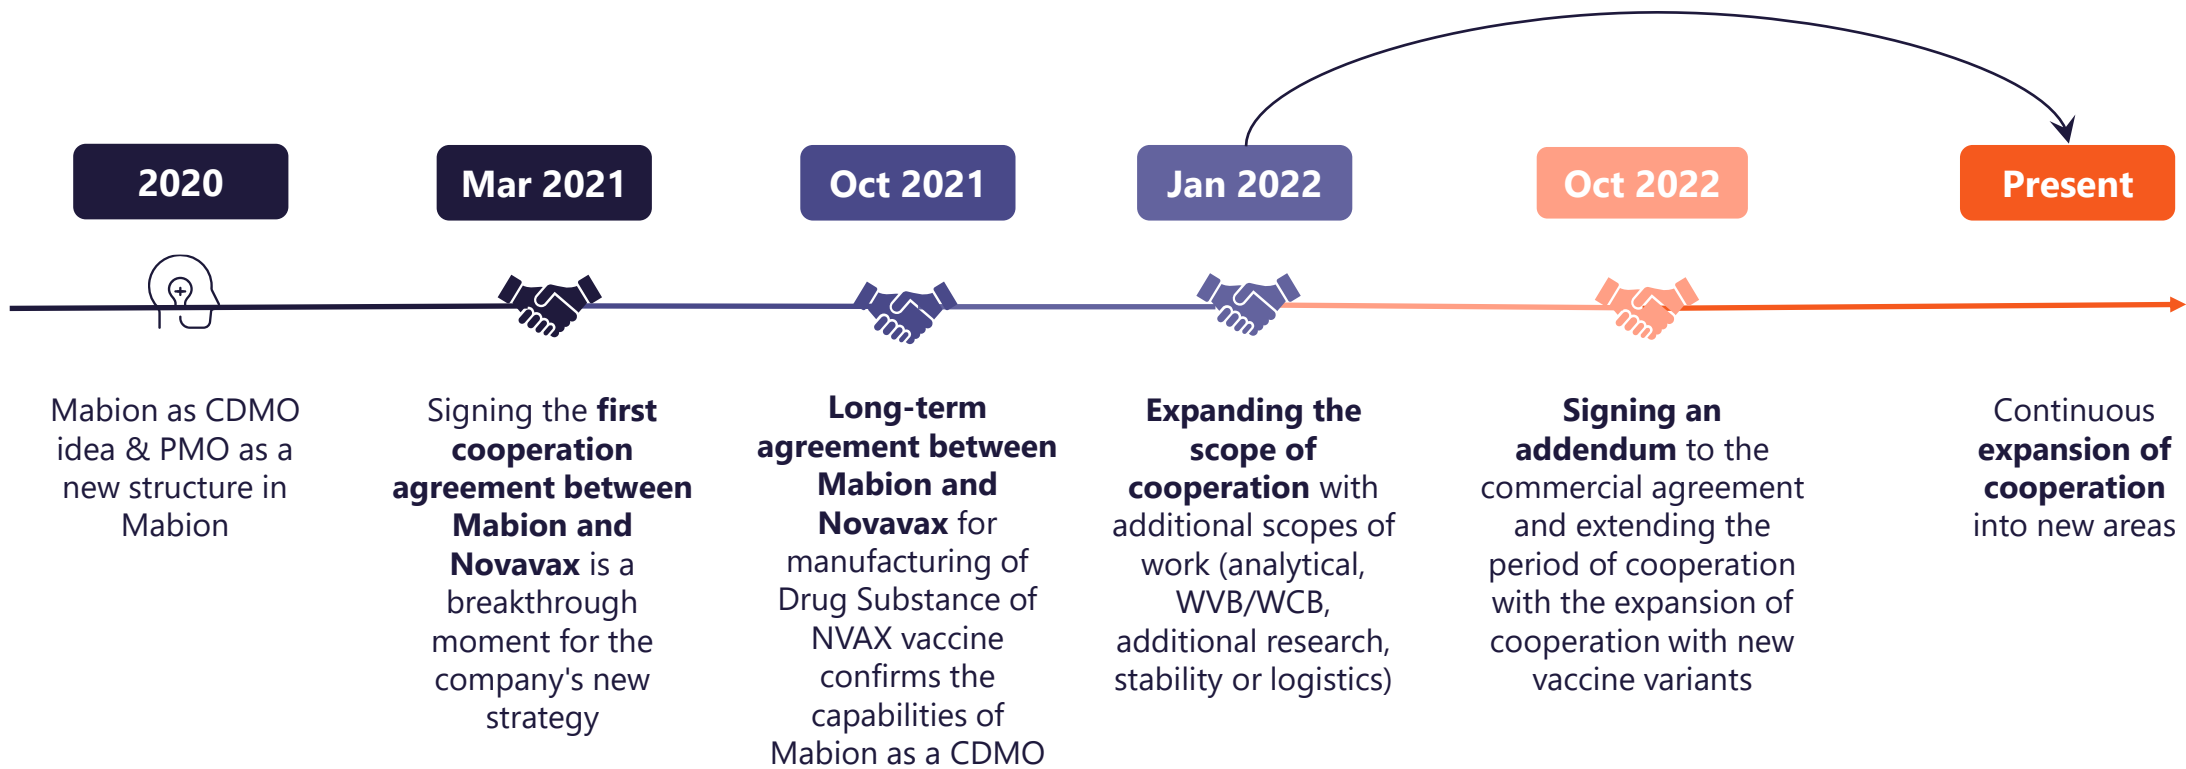 2020
Mabion as CDMO
idea & PMO as a
new structure in
Mabion
Mar 2021
Signing the first
cooperation
agreement between
Mabion and
Novavax is a
breakthrough
moment for the
company's new
strategy
Oct 2021
Long-term
agreement between
Mabion and
Novavax for
manufacturing of
Drug Substance of
NVAX vaccine
confirms the
capabilities of
Mabion as a CDMO
Jan 2022
Expanding the
scope of
cooperation with
additional scopes of
work (analytical,
WVB/WCB,
additional research,
stability or logistics)
Oct 2022
Signing an
addendum to the
commercial agreement
and extending the
period of cooperation
with the expansion of
cooperation with new
vaccine variants
Present
Continuous
expansion of
cooperation
into new areas